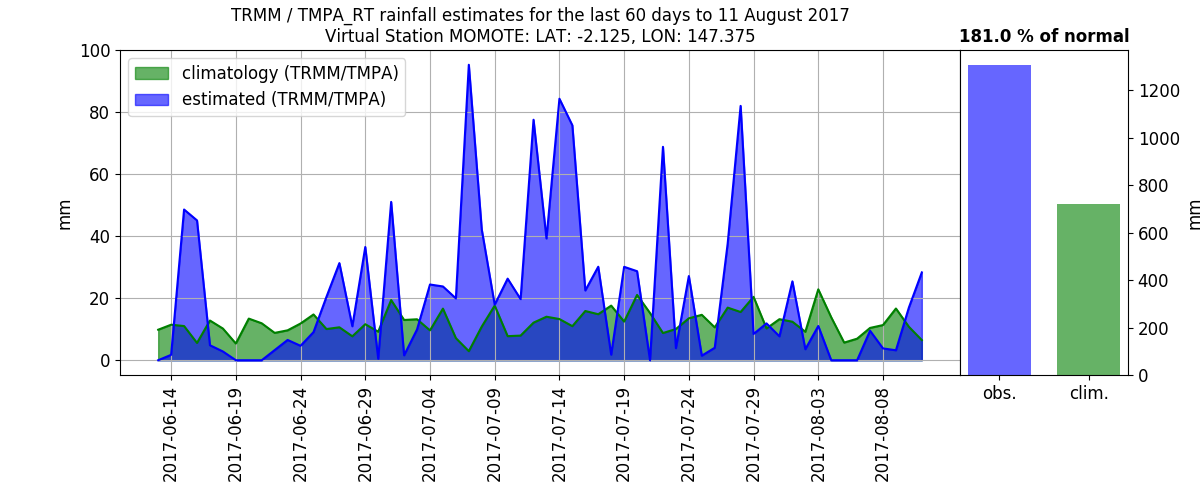 TRMM / TMPA_RT rainfall estimates for the last 60 days to 11 August 2017
Virtual Station MOMOTE: LAT: -2.125, LON: 147.375
181.0 % of normal
climatology (TRMM/TMPA)
estimated (TRMM/TMPA)
100
80
60
40
20
0
mm
2017-06-14
2017-06-19
2017-06-24
2017-06-29
2017-07-04
2017-07-09
2017-07-14
2017-07-19
2017-07-24
2017-07-29
2017-08-03
2017-08-08
1200
1000
800
600
400
200
0
mm
obs.
clim.